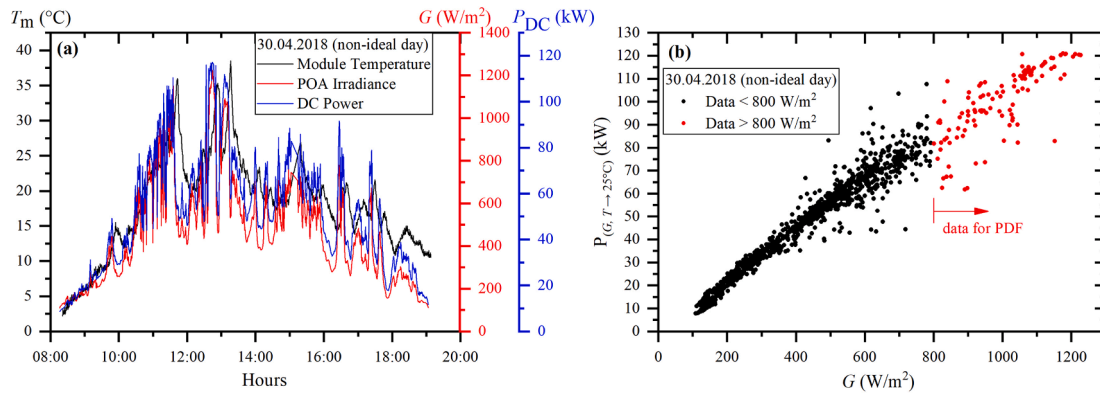 Tm (°C)
G (W/m²)
PDC (kW)
(a)
30.04.2018 (non-ideal day)
Module Temperature
POA Irradiance
DC Power
40
35
30
25
20
15
10
5
0
1400
1200
1000
800
600
400
200
0
120
100
80
60
40
20
0
08:00 10:00 12:00 14:00 16:00 18:00 20:00
Hours
(b)
30.04.2018 (non-ideal day)
Data < 800 W/m²
Data > 800 W/m²
P(G, T → 25°C) (kW)
130
120
110
100
90
80
70
60
50
40
30
20
10
0
data for PDF
0 200 400 600 800 1000 1200
G (W/m²)